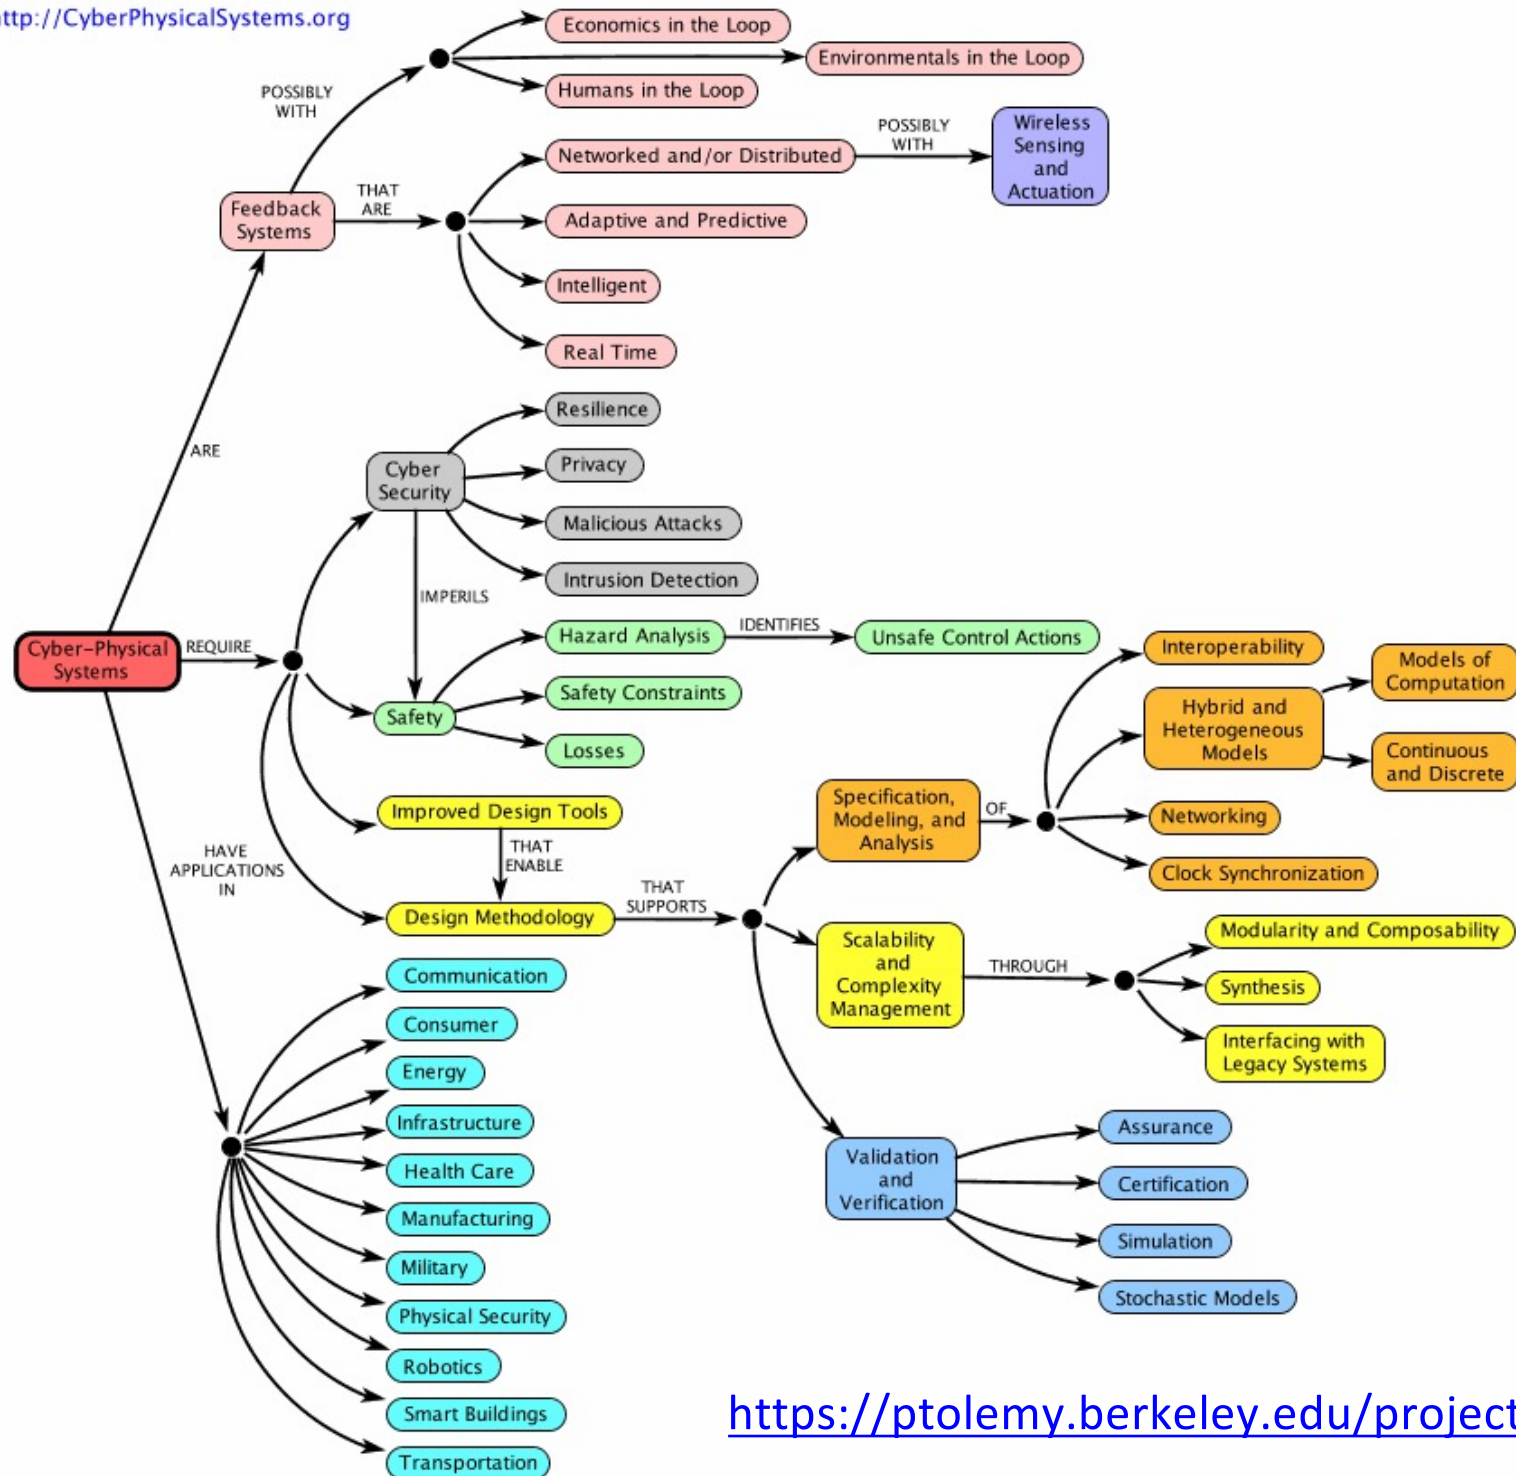 http://CyberPhysicalSystems.org
Economics in the Loop
Environmentals in the Loop
Humans in the Loop
POSSIBLY
WITH
Networked and/or Distributed
POSSIBLY
WITH
Wireless
Sensing
and
Actuation
Feedback
Systems
THAT
ARE
Adaptive and Predictive
Intelligent
Real Time
ARE
Resilience
Cyber
Security
Privacy
Malicious Attacks
Intrusion Detection
IMPERILS
Cyber-Physical
Systems
REQUIRE
Hazard Analysis
IDENTIFIES
Unsafe Control Actions
Safety
Safety Constraints
Losses
Improved Design Tools
THAT
ENABLE
Design Methodology
THAT
SUPPORTS
Specification,
Modeling, and
Analysis
OF
Interoperability
Hybrid and
Heterogeneous
Models
Models of
Computation
Continuous
and Discrete
Networking
Clock Synchronization
Scalability
and
Complexity
Management
THROUGH
Modularity and Composability
Synthesis
Interfacing with
Legacy Systems
Validation
and
Verification
Assurance
Certification
Simulation
Stochastic Models
HAVE
APPLICATIONS
IN
Communication
Consumer
Energy
Infrastructure
Health Care
Manufacturing
Military
Physical Security
Robotics
Smart Buildings
Transportation
https://ptolemy.berkeley.edu/project